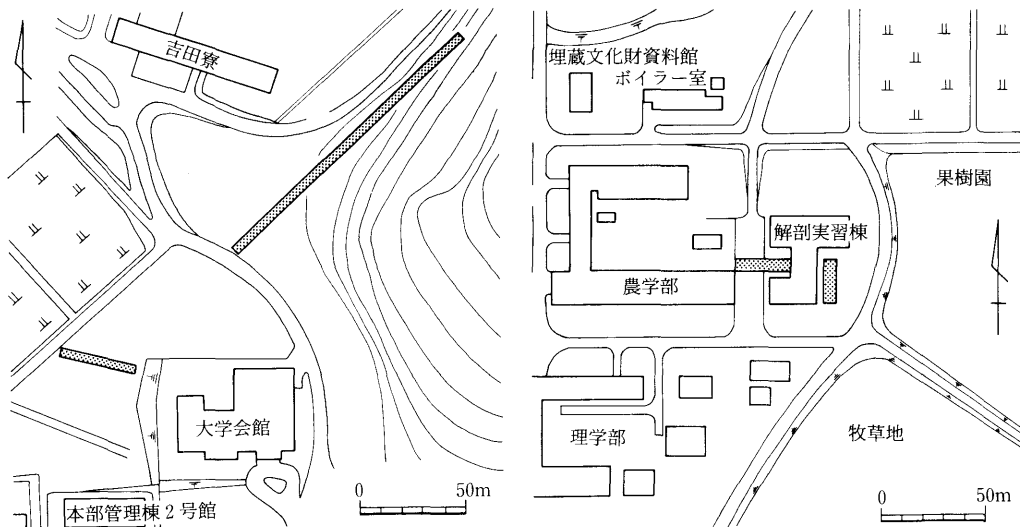 吉田寮
大学会館
本部管理棟2号館
0 50m
埋蔵文化財資料館
ボイラー室
果樹園
解剖実習棟
農学部
理学部
牧草地
0 50m